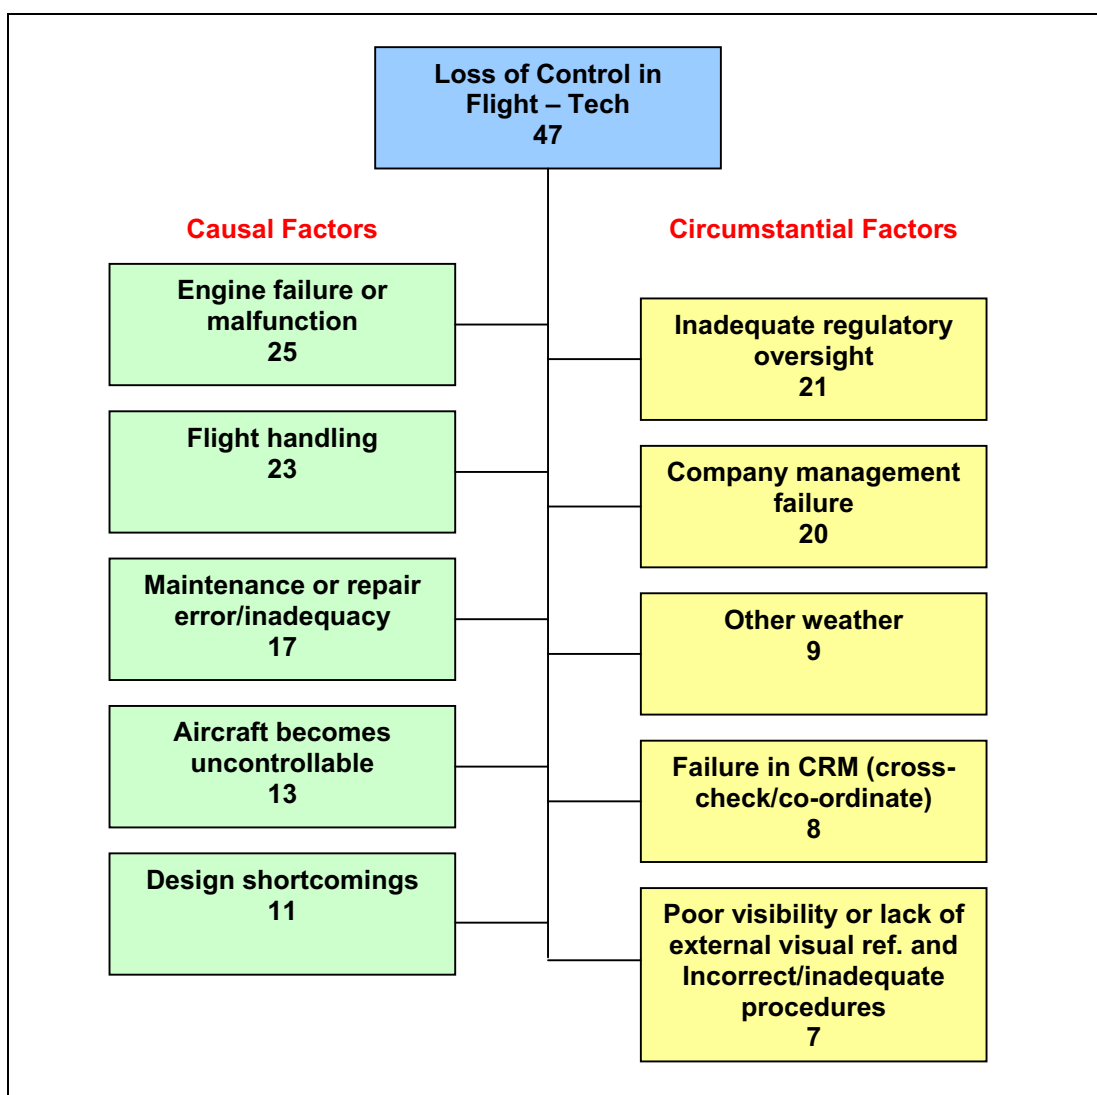 Loss of Control in
Flight – Tech
47
Causal Factors
Engine failure or
malfunction
25
Flight handling
23
Maintenance or repair
error/inadequacy
17
Aircraft becomes
uncontrollable
13
Design shortcomings
11
Circumstantial Factors
Inadequate regulatory
oversight
21
Company management
failure
20
Other weather
9
Failure in CRM (cross-
check/co-ordinate)
8
Poor visibility or lack of
external visual ref. and
Incorrect/inadequate
procedures
7